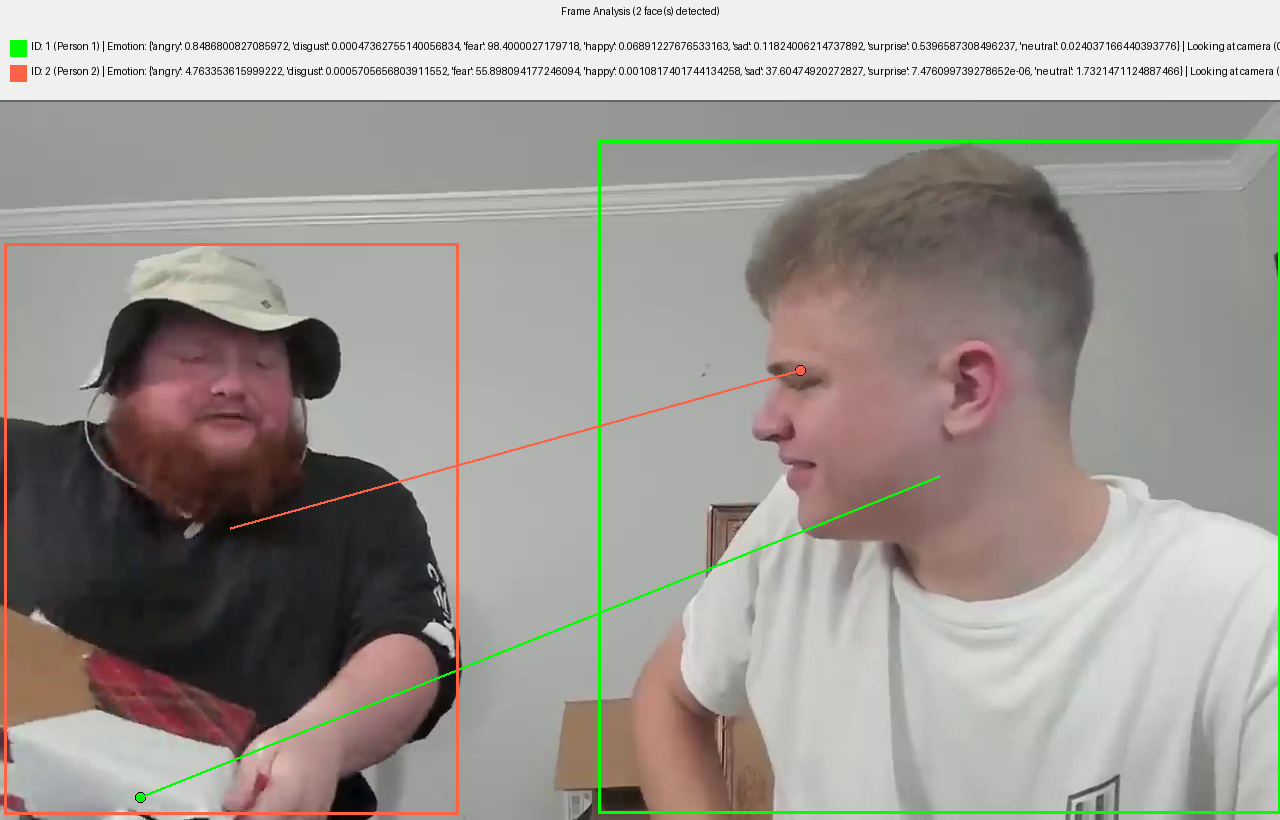 Frame Analysis (2 face(s) detected)
ID: 1 (Person 1) | Emotion: {'angry': 0.8486800827085972, 'disgust': 0.00047362755140056834, 'fear': 98.4000027179718, 'happy': 0.06891227676533163, 'sad': 0.11824006214737892, 'surprise': 0.5396587308496237, 'neutral': 0.024037166440393776} | Looking at camera (0
ID: 2 (Person 2) | Emotion: {'angry': 4.763353615999222, 'disgust': 0.0005705656803911552, 'fear': 55.898094177246094, 'happy': 0.0010817401744134258, 'sad': 37.60474920272827, 'surprise': 7.476099739278652e-06, 'neutral': 1.7321471124887466} | Looking at camera (